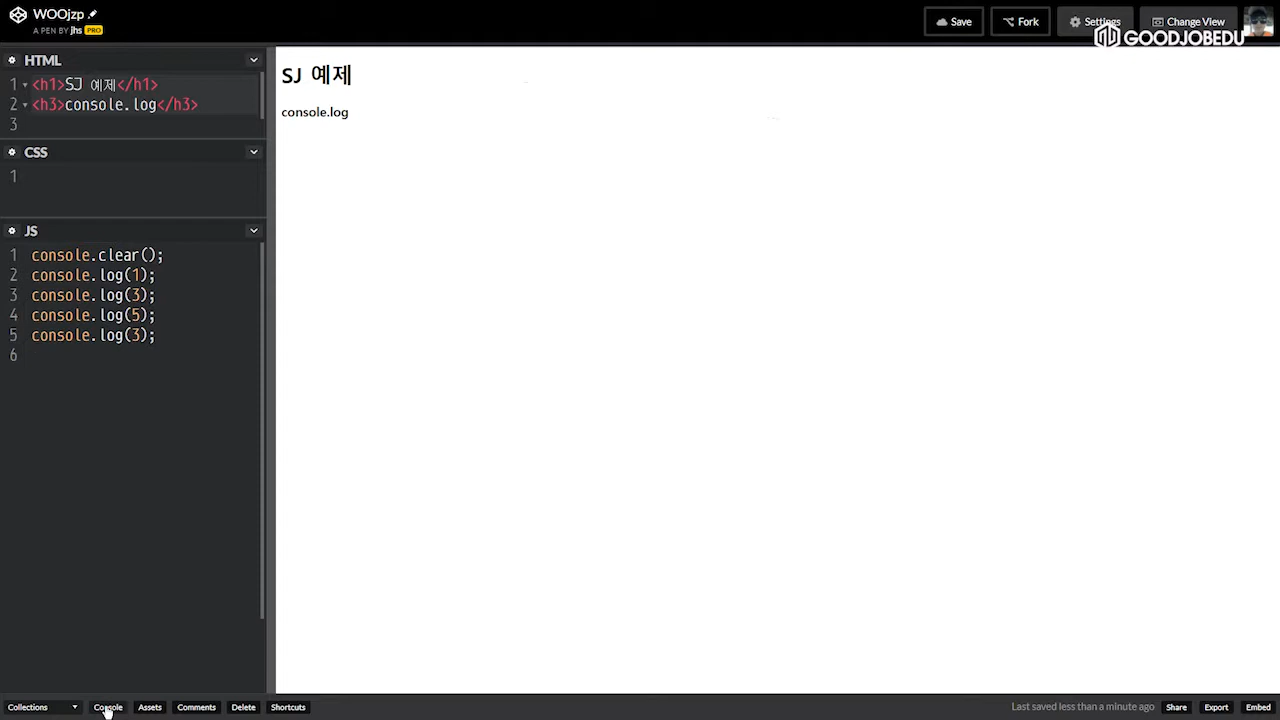 WOOjzp
A PEN BY jhs PRO
Save
Fork
Settings
Change View
GOODJOBEDU
HTML
1 <h1>SJ 예제</h1>
2 <h3>console.log</h3>
3
CSS
1
JS
1 console.clear();
2 console.log(1);
3 console.log(3);
4 console.log(5);
5 console.log(3);
6
SJ 예제
console.log
Collections
Console
Assets
Comments
Delete
Shortcuts
Last saved less than a minute ago
Share
Export
Embed